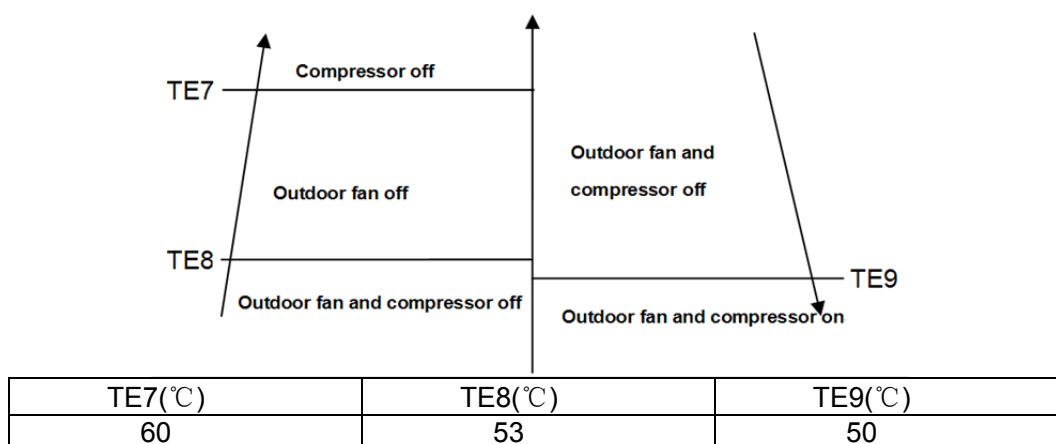 Compressor off
TE7
Outdoor fan and
compressor off
Outdoor fan off
TE8
TE9
Outdoor fan and compressor off
Outdoor fan and compressor on
TE7(℃) TE8(℃) TE9(℃)
60 53 50